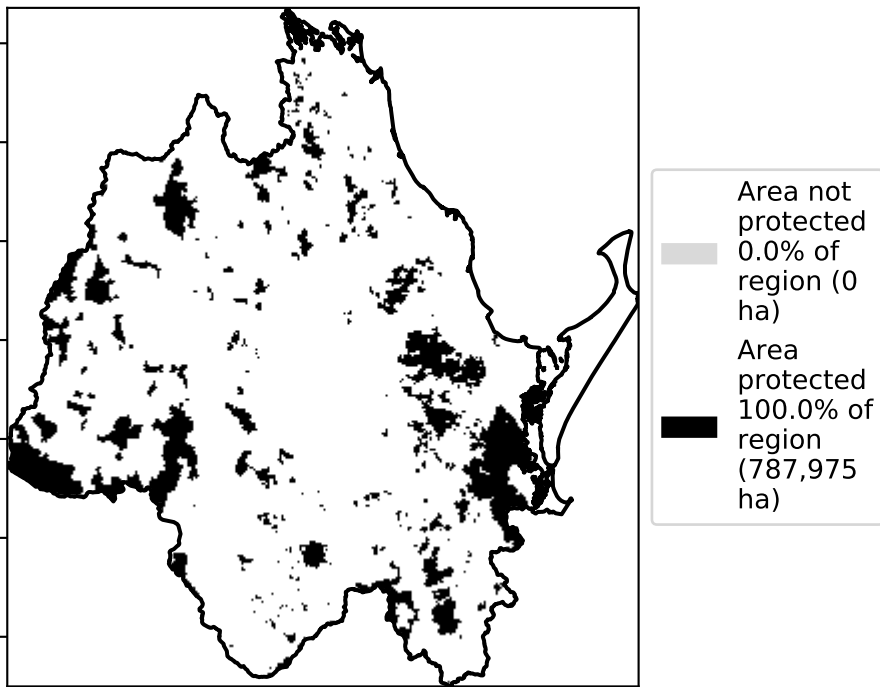 Area not
protected
0.0% of
region (0
ha)
Area
protected
100.0% of
region
(787,975
ha)